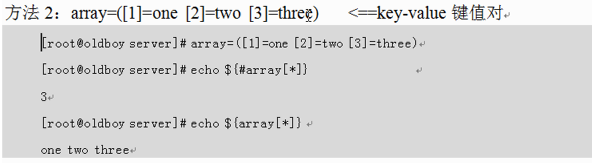 方法 2：array=([1]=one [2]=two [3]=three) <==key-value 键值对
[root@oldboy server]# array=([1]=one [2]=two [3]=three)
[root@oldboy server]# echo ${#array[*]}
3
[root@oldboy server]# echo ${array[*]}
one two three